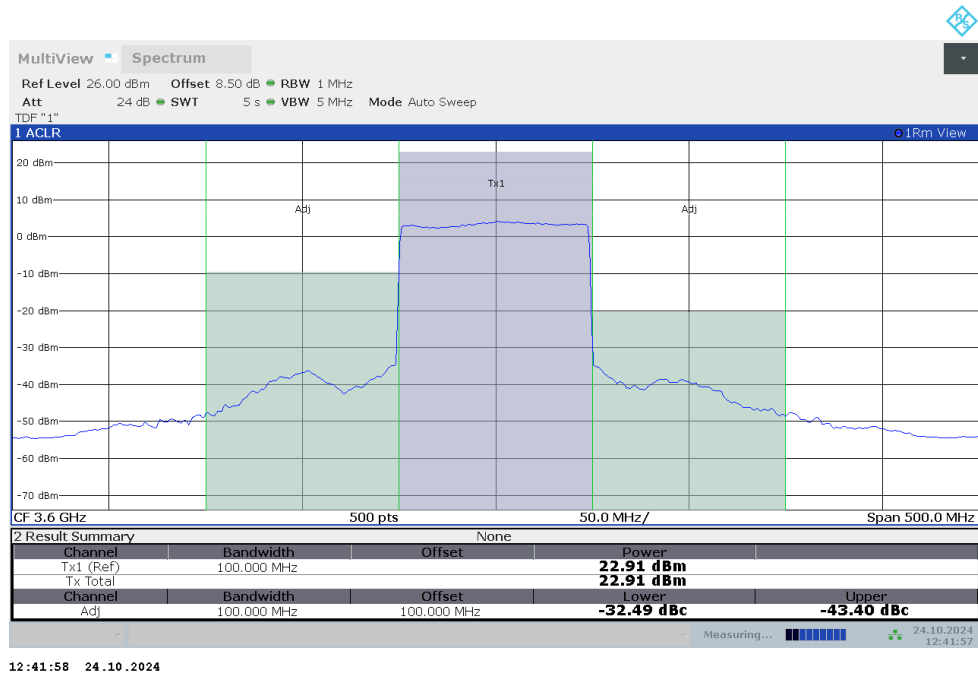 R&S
MultiView Spectrum
Ref Level 26.00 dBm Offset 8.50 dB RBW 1 MHz
Att 24 dB SWT 5 s VBW 5 MHz Mode Auto Sweep
TDF "1"
1 ACLR 1Rm View
20 dBm
Tx1
10 dBm
Adj Adj
0 dBm
-10 dBm
-20 dBm
-30 dBm
-40 dBm
-50 dBm
-60 dBm
-70 dBm
CF 3.6 GHz 500 pts 50.0 MHz/ Span 500.0 MHz
2 Result Summary None
Channel Bandwidth Offset Power
Tx1 (Ref) 100.000 MHz 22.91 dBm
Tx Total 22.91 dBm
Channel Bandwidth Offset Lower Upper
Adj 100.000 MHz 100.000 MHz -32.49 dBc -43.40 dBc
Measuring... 24.10.2024
12:41:57
12:41:58 24.10.2024